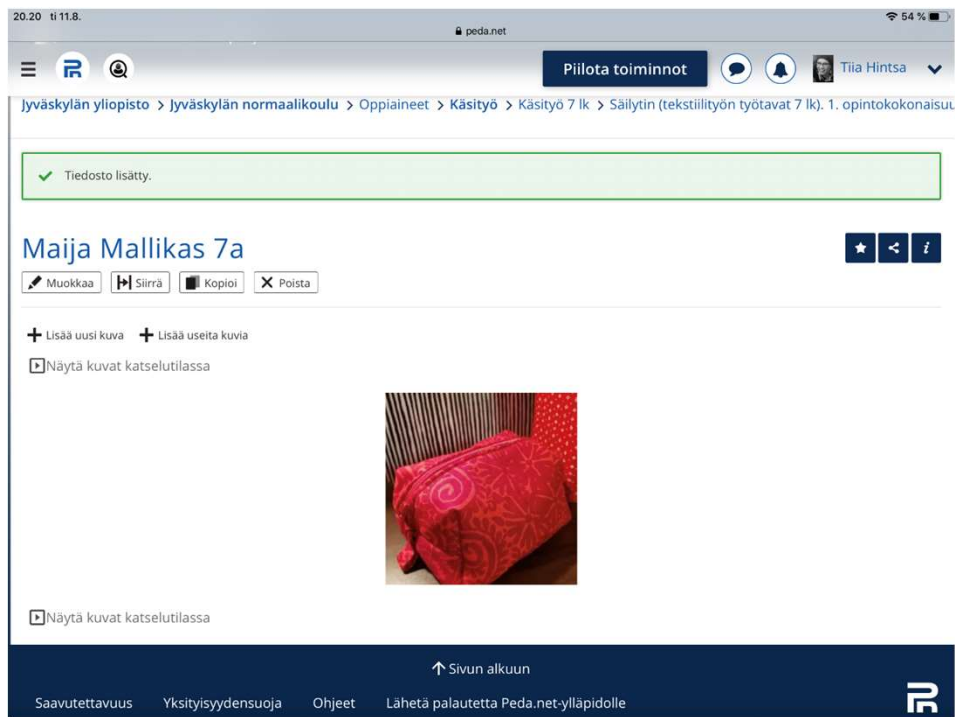 20.20 ti 11.8. 54 %
peda.net
Piilota toiminnot Tiia Hintsa
Jyväskylän yliopisto > Jyväskylän normaalikoulu > Oppiaineet > Käsityö > Käsityö 7 lk > Säilytin (tekstiilityön työtavat 7 lk). 1. opintokokonaisuu
Tiedosto lisätty.
Maija Mallikas 7a
Muokkaa Siirrä Kopioi Poista
Lisää uusi kuva Lisää useita kuvia
Näytä kuvat katselutilassa
Näytä kuvat katselutilassa
Sivun alkuun
Saavutettavuus Yksityisyydensuoja Ohjeet Lähetä palautetta Peda.net-ylläpidolle